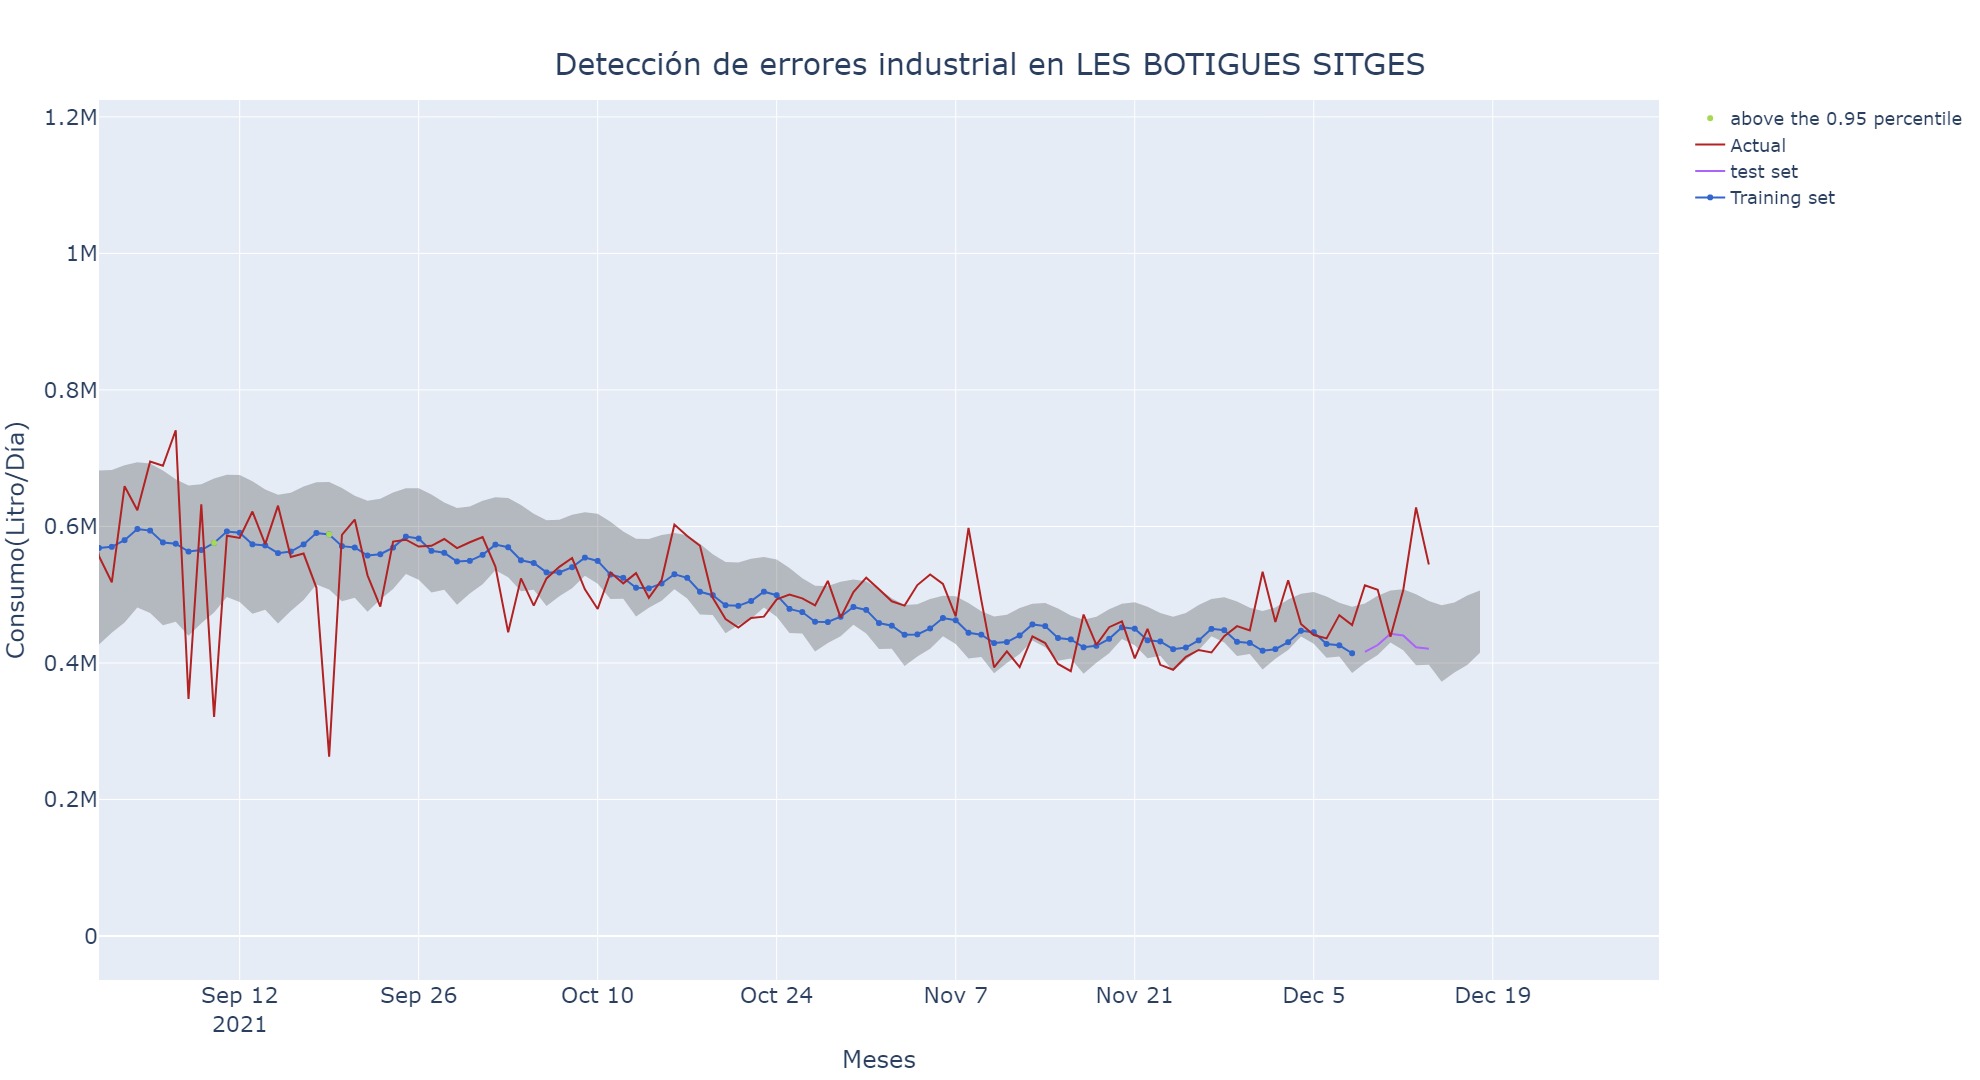 Detección de errores industrial en LES BOTIGUES SITGES
above the 0.95 percentile
Actual
test set
Training set
Consumo(Litro/Día)
1.2M
1M
0.8M
0.6M
0.4M
0.2M
0
Sep 12
2021
Sep 26
Oct 10
Oct 24
Nov 7
Nov 21
Dec 5
Dec 19
Meses